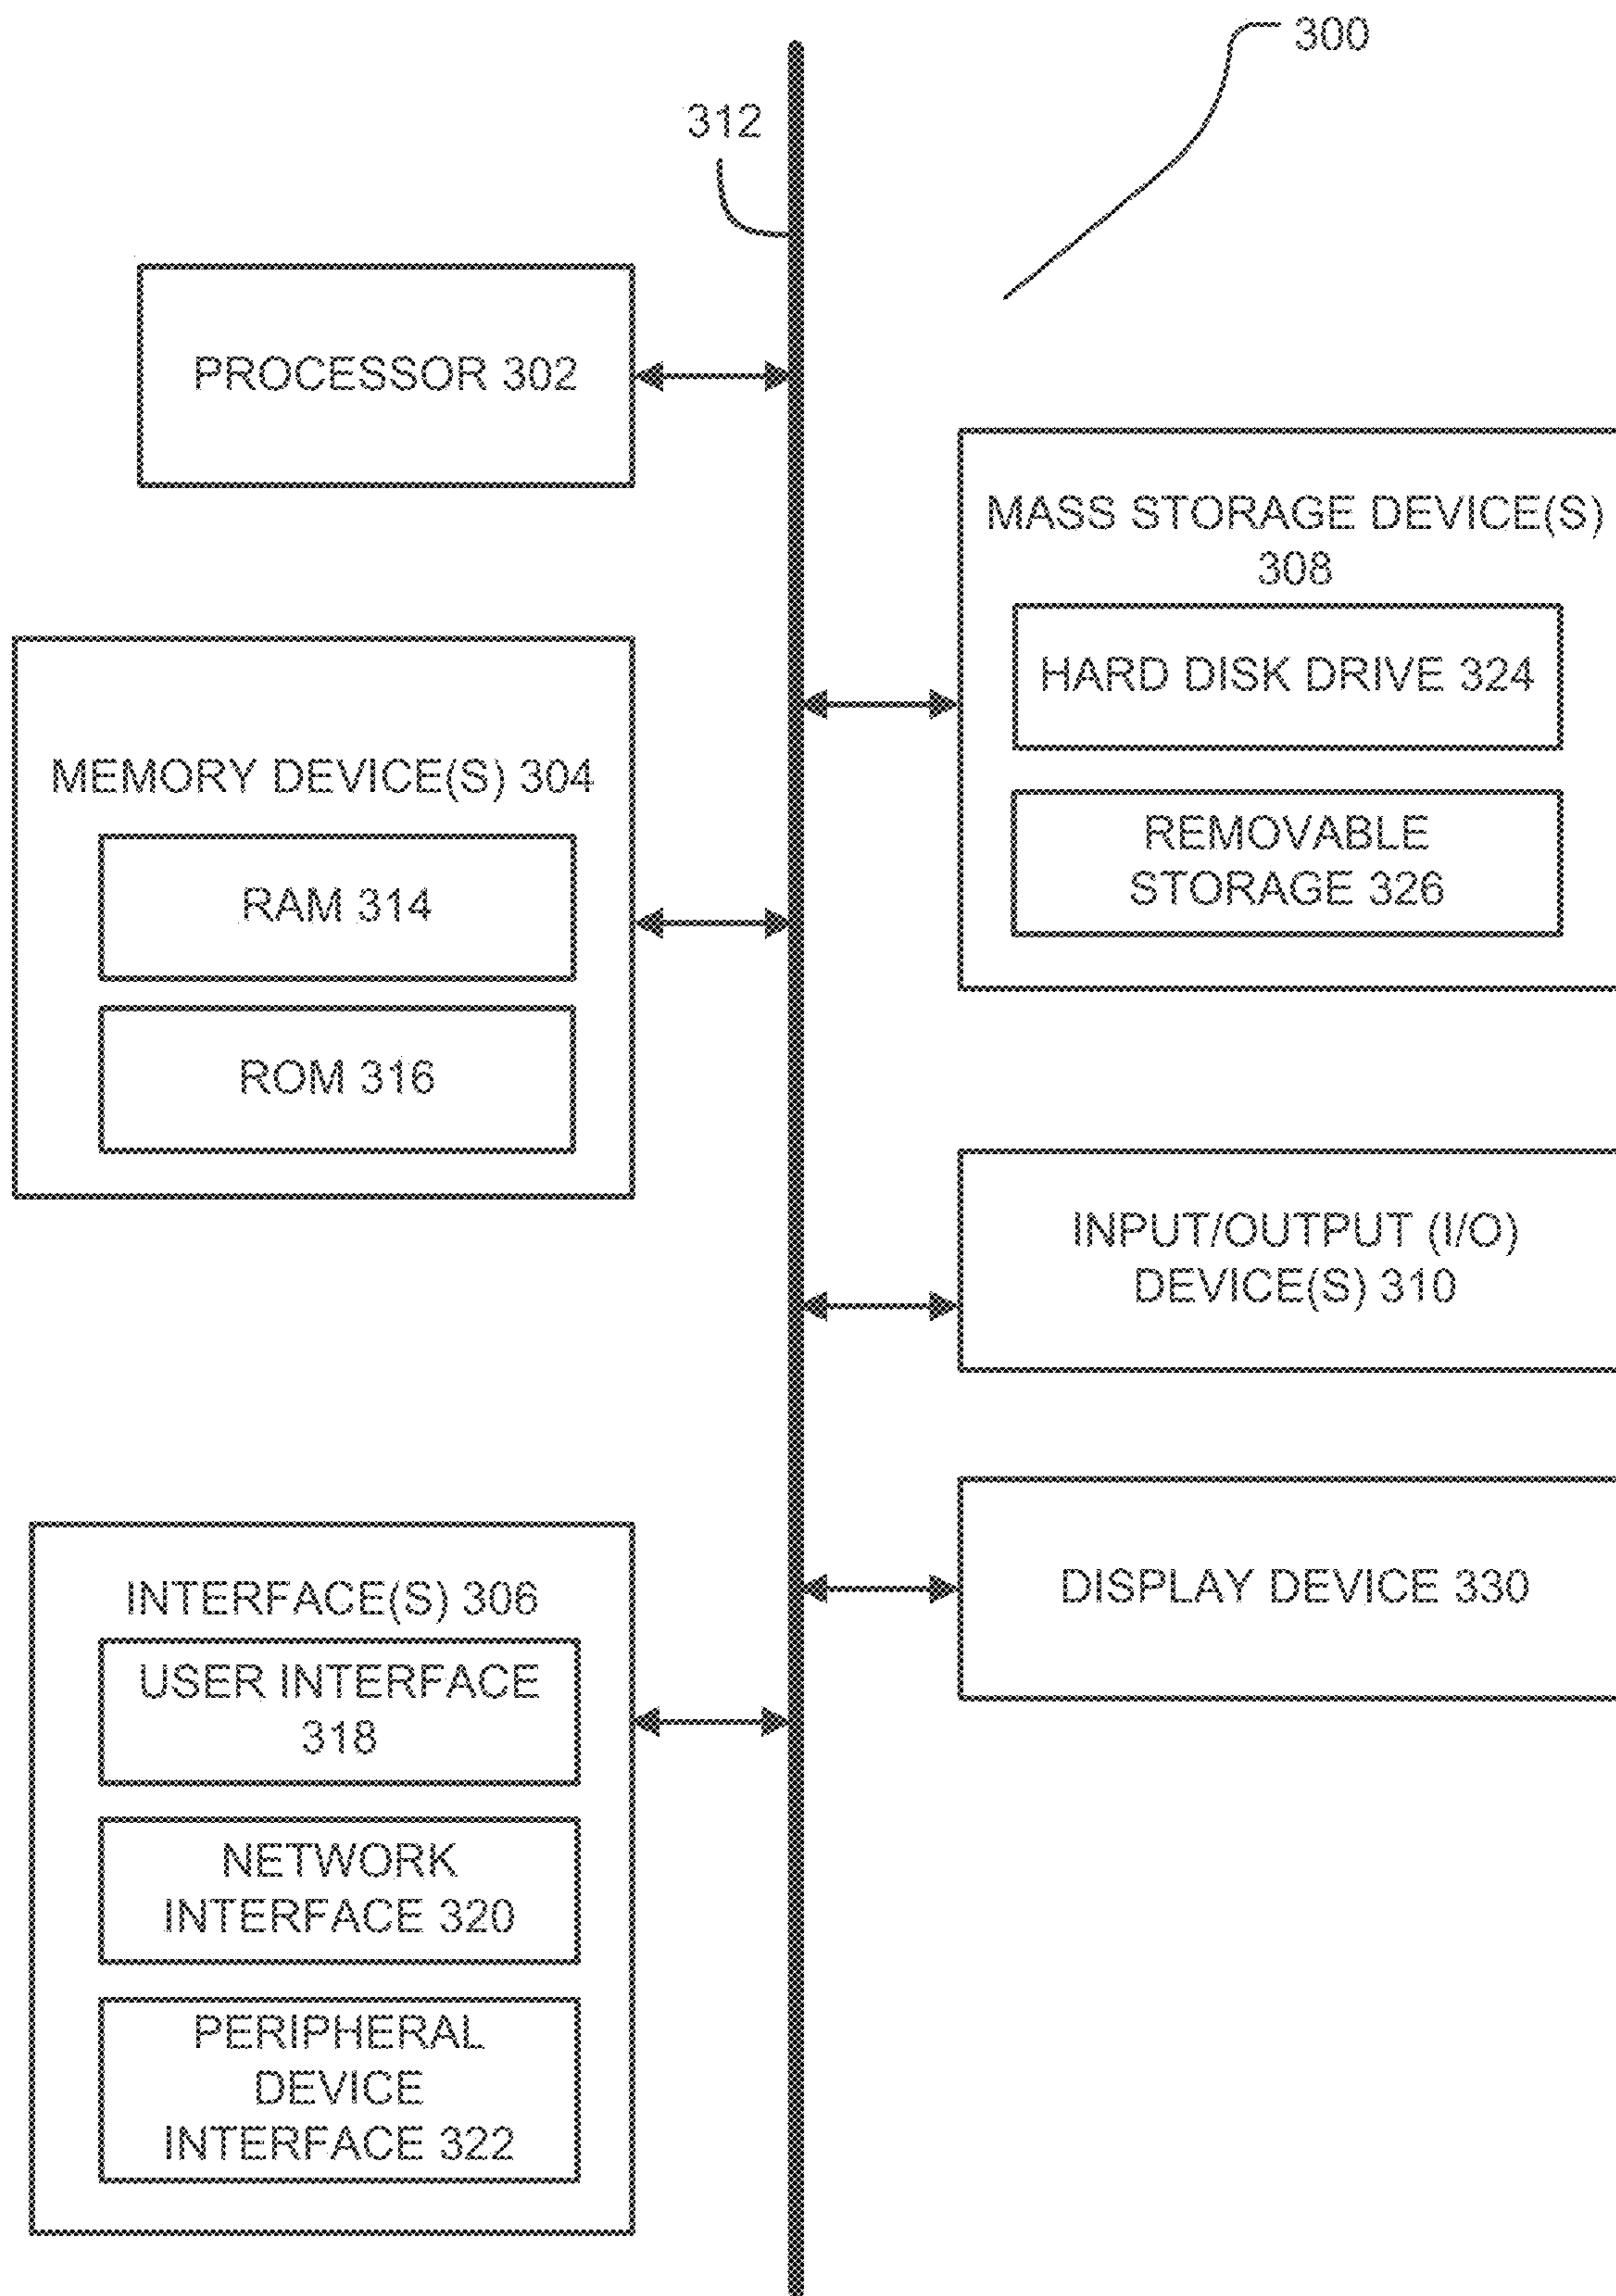 300
312
PROCESSOR 302
MASS STORAGE DEVICE(S)
308
HARD DISK DRIVE 324
REMOVABLE
STORAGE 326
MEMORY DEVICE(S) 304
RAM 314
ROM 316
INPUT/OUTPUT (I/O)
DEVICE(S) 310
DISPLAY DEVICE 330
INTERFACE(S) 306
USER INTERFACE
318
NETWORK
INTERFACE 320
PERIPHERAL
DEVICE
INTERFACE 322